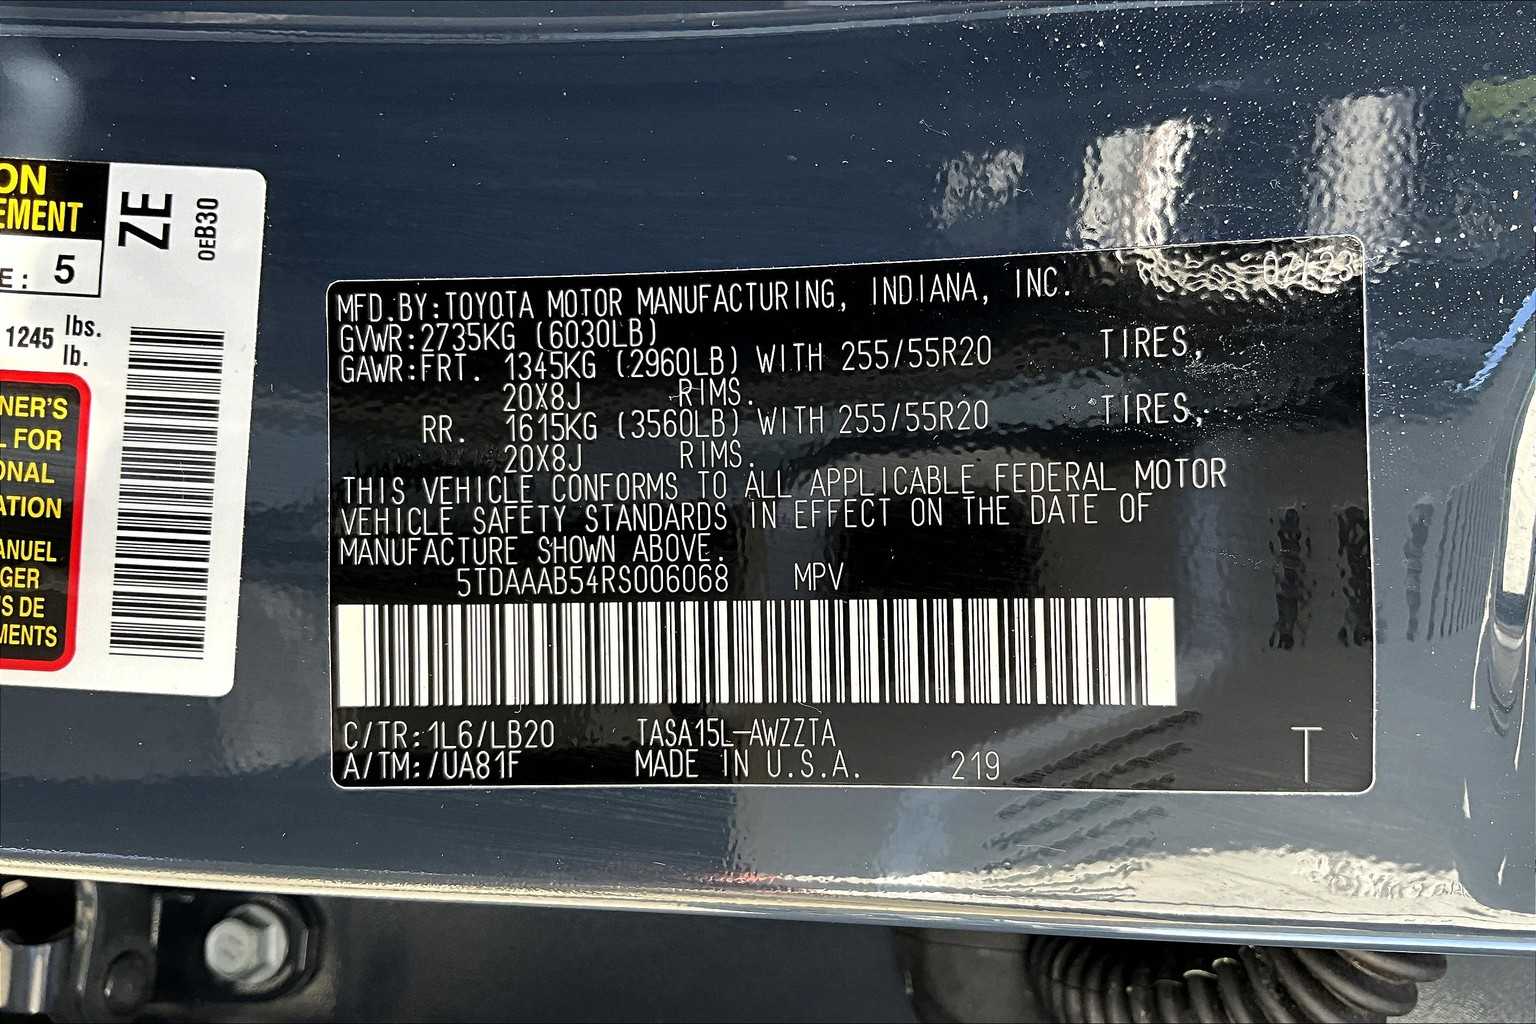 ON
EMENT
E: 5
1245 lbs.
lb.
NER'S
L FOR
ONAL
ATION
ANUEL
GER
'S DE
MENTS
ZE
0EB30
07/23
MFD.BY:TOYOTA MOTOR MANUFACTURING, INDIANA, INC.
GVWR:2735KG (6030LB)
GAWR:FRT. 1345KG (2960LB) WITH 255/55R20 TIRES,
20X8J RIMS.
RR. 1615KG (3560LB) WITH 255/55R20 TIRES,
20X8J RIMS.
THIS VEHICLE CONFORMS TO ALL APPLICABLE FEDERAL MOTOR
VEHICLE SAFETY STANDARDS IN EFFECT ON THE DATE OF
MANUFACTURE SHOWN ABOVE.
5TDAAAB54RS006068 MPV
C/TR:1L6/LB20 TASA15L-AWZZTA
A/TM:/UA81F MADE IN U.S.A. 219 T